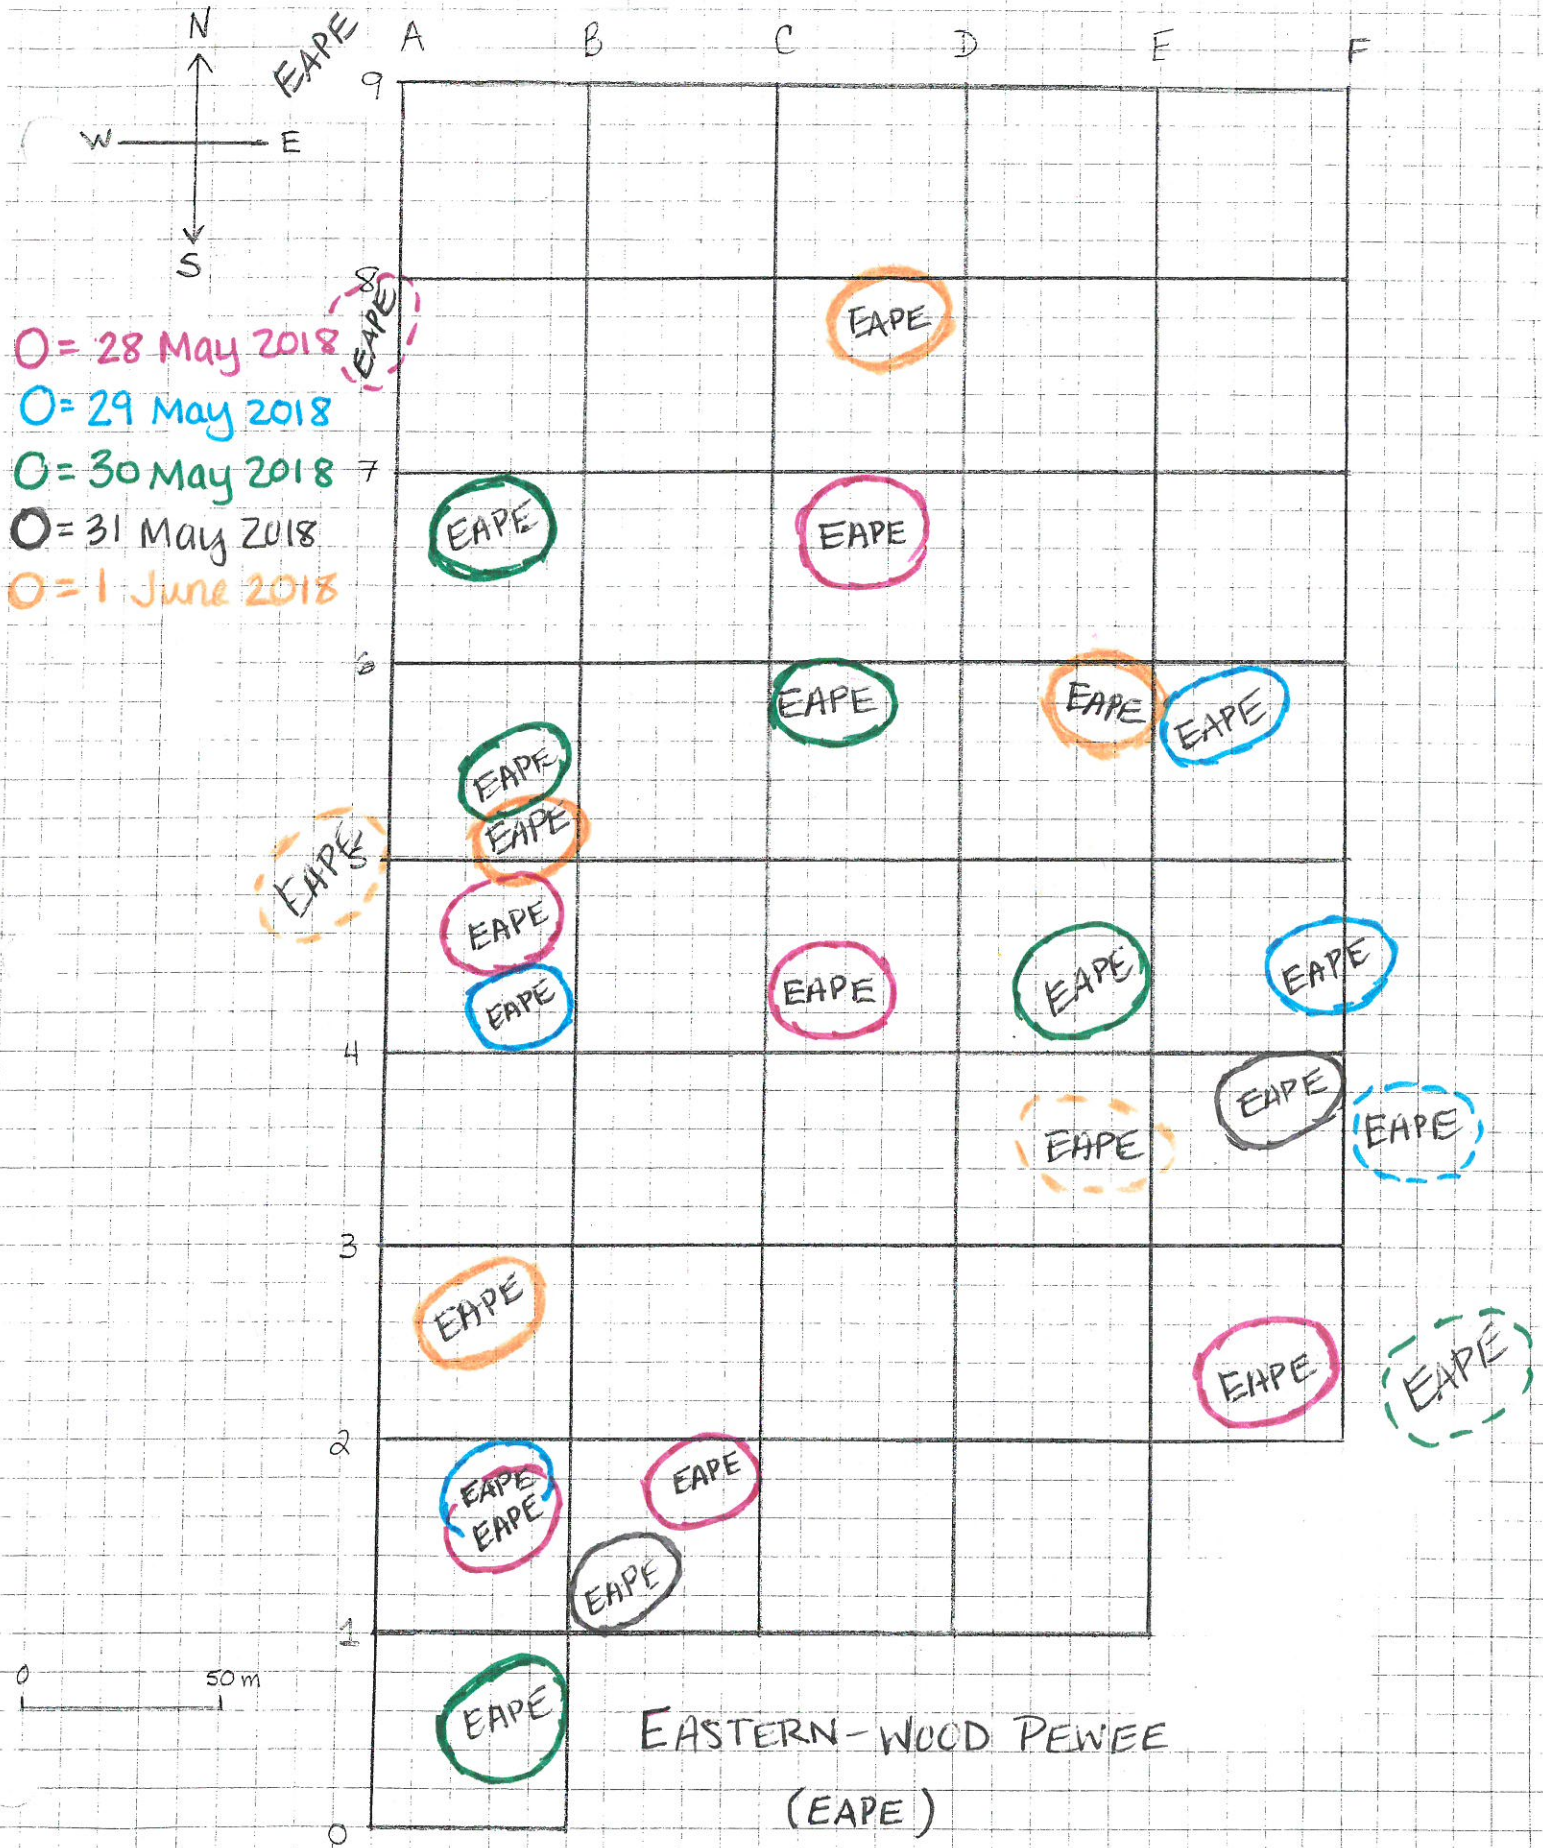 N
EAPE
A B C D E F
9
W E
S
8
EAPE
EAPE
O = 28 May 2018
O = 29 May 2018
O = 30 May 2018
O = 31 May 2018
O = 1 June 2018
7
EAPE
EAPE
6
EAPE
EAPE
EAPE
EAPE
EAPE
EAPE
5
EAPE
EAPE
EAPE
EAPE
EAPE
4
EAPE
EAPE
EAPE
3
EAPE
EAPE
EAPE
2
EAPE
EAPE
EAPE
EAPE
1
0 50 m
EAPE
EASTERN-WOOD PEWEE
(EAPE)
0